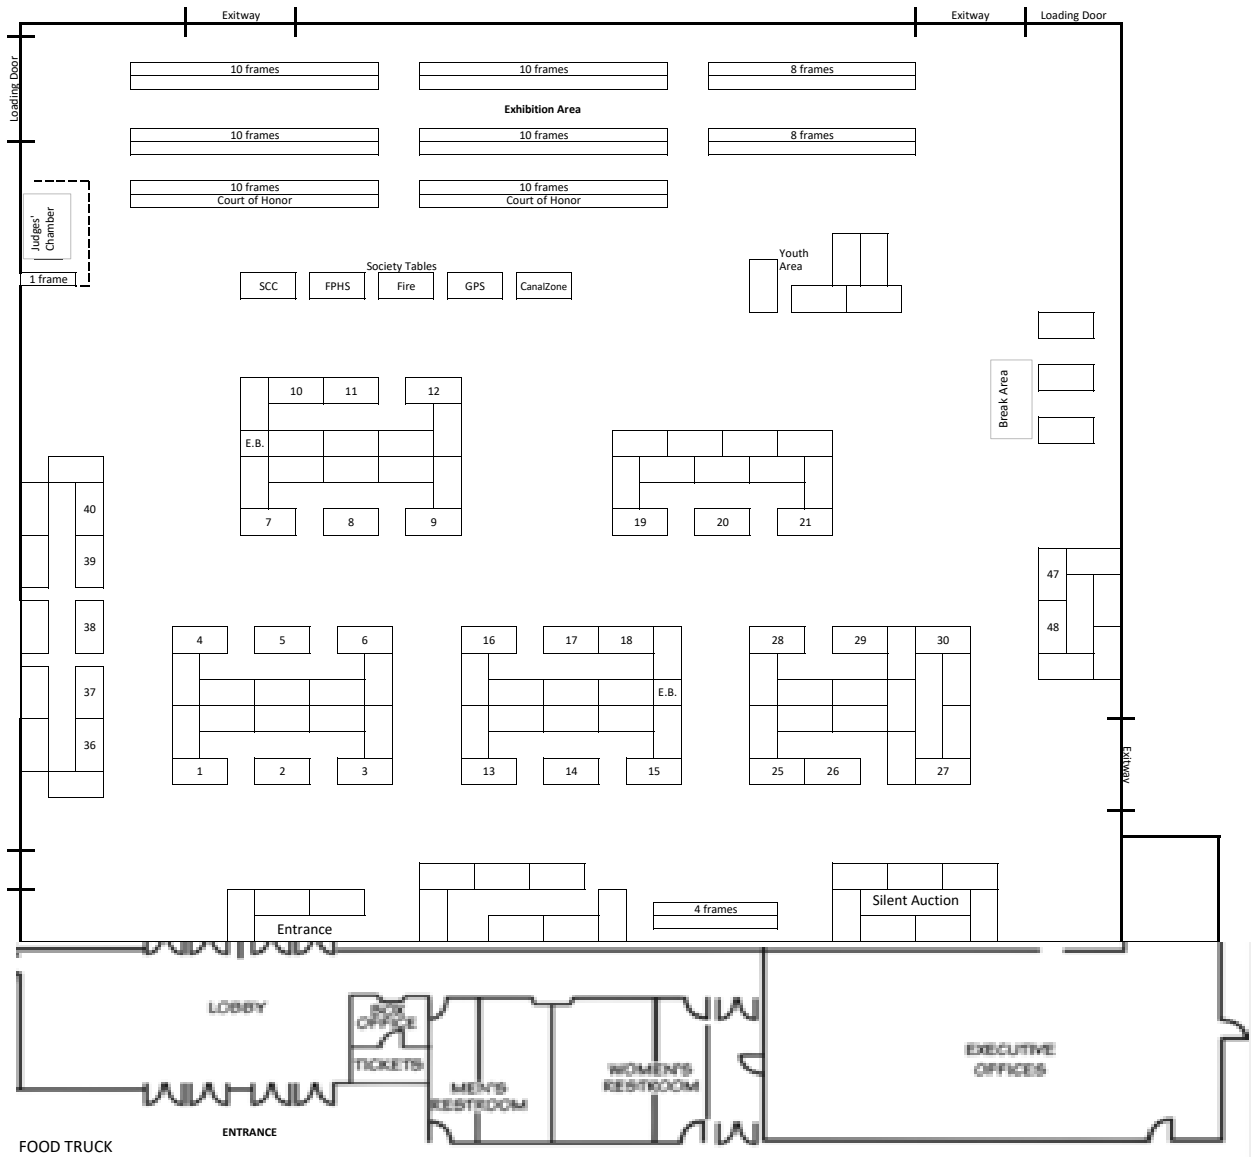 Exitway
Exitway
Loading Door
Loading Door
10 frames
10 frames
8 frames
Exhibition Area
10 frames
10 frames
8 frames
10 frames
Court of Honor
10 frames
Court of Honor
Judges'
Chamber
1 frame
Society Tables
SCC
FPHS
Fire
GPS
CanalZone
Youth
Area
Break Area
10
11
12
E.B.
7
8
9
19
20
21
40
39
38
37
36
47
48
4
5
6
16
17
18
28
29
30
E.B.
1
2
3
13
14
15
25
26
27
Exitway
Silent Auction
4 frames
Entrance
LOBBY
BOX
OFFICE
TICKETS
MEN'S
RESTROOM
WOMEN'S
RESTROOM
EXECUTIVE
OFFICES
ENTRANCE
FOOD TRUCK